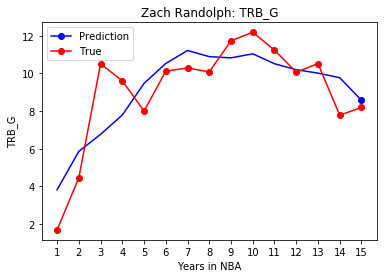 Zach Randolph: TRB_G
Prediction
True
TRB_G
12
10
8
6
4
2
1 2 3 4 5 6 7 8 9 10 11 12 13 14 15
Years in NBA